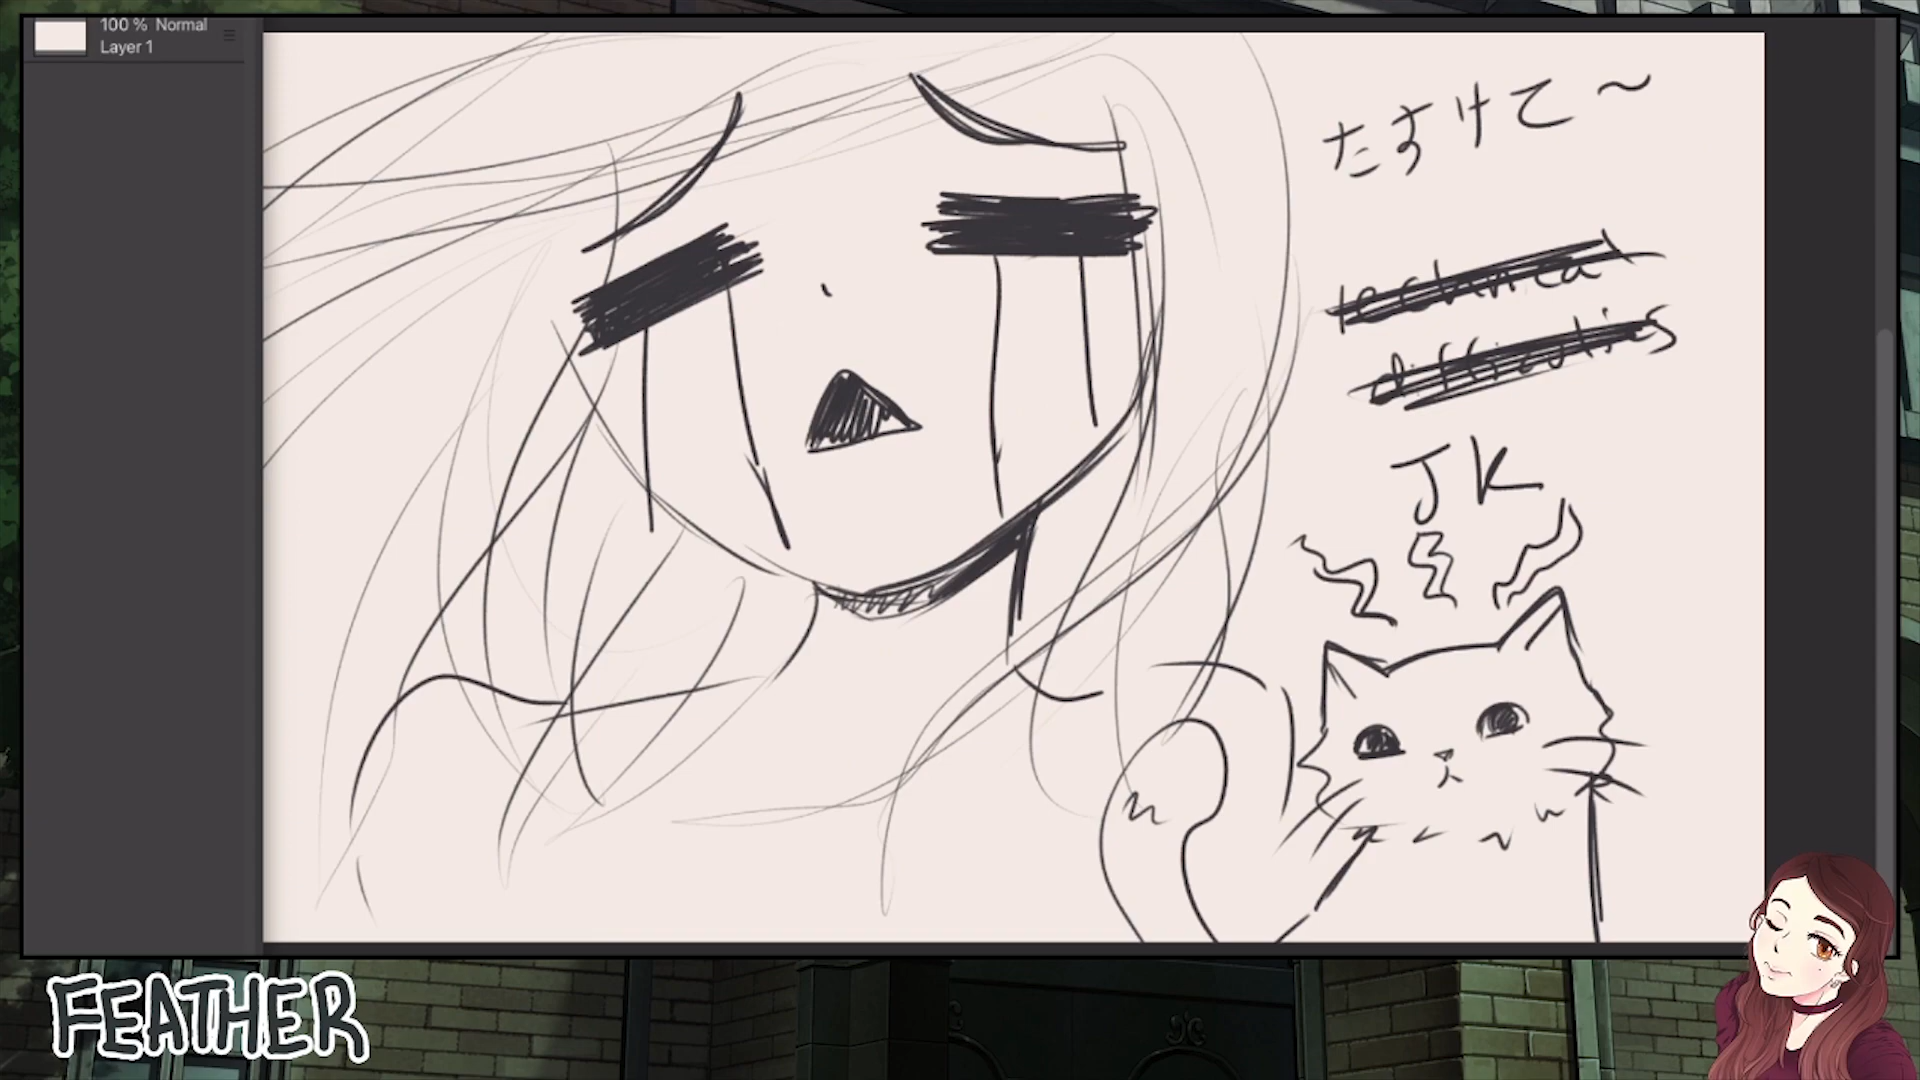 100 % Normal
Layer 1
たすけて～
technical
difficulties
JK
FEATHER